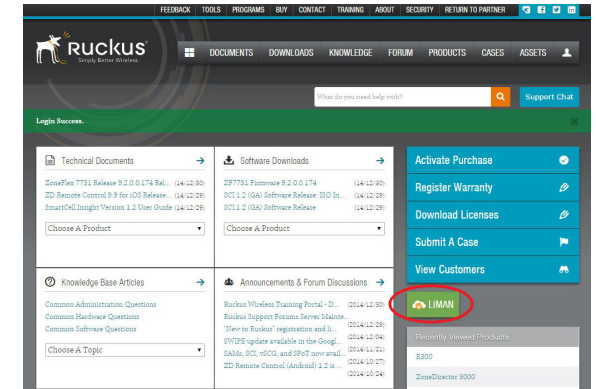 FEEDBACK TOOLS PROGRAMS BUY CONTACT TRAINING ABOUT SECURITY RETURN TO PARTNER
Ruckus
Simply Better Wireless.
DOCUMENTS DOWNLOADS KNOWLEDGE FORUM PRODUCTS CASES ASSETS
What do you need help with?
Support Chat
Login Success.
Technical Documents
ZoneFlex 7731 Release 9.2.0.0.174 Rel... (14/12/30)
ZD Remote Control 9.9 for iOS Release... (14/12/29)
SmartCell Insight Version 1.2 User Guide (14/12/29)
Choose A Product
Software Downloads
ZF7731 Firmware 9.2.0.0.174 (14/12/30)
SCI 1.2 (GA) Software Release: ISO In... (14/12/29)
SCI 1.2 (GA) Software Release (14/12/29)
Choose A Product
Activate Purchase
Register Warranty
Download Licenses
Submit A Case
View Customers
Knowledge Base Articles
Common Administration Questions
Common Hardware Questions
Common Software Questions
Choose A Topic
Announcements & Forum Discussions
Ruckus Wireless Training Portal - D... (2014/12/30)
Ruckus Support Forums Server Mainte...
(2014/12/29)
"New to Ruckus" registration and li... (2014/12/04)
SWIPE update available in the Googl... (2014/11/21)
SAMs, SCI, vSCG, and SPoT now avail... (2014/10/27)
ZD Remote Control (Android) 1.2 is ... (2014/10/24)
LiMAN
Recently Viewed Products
R300
ZoneDirector 3000